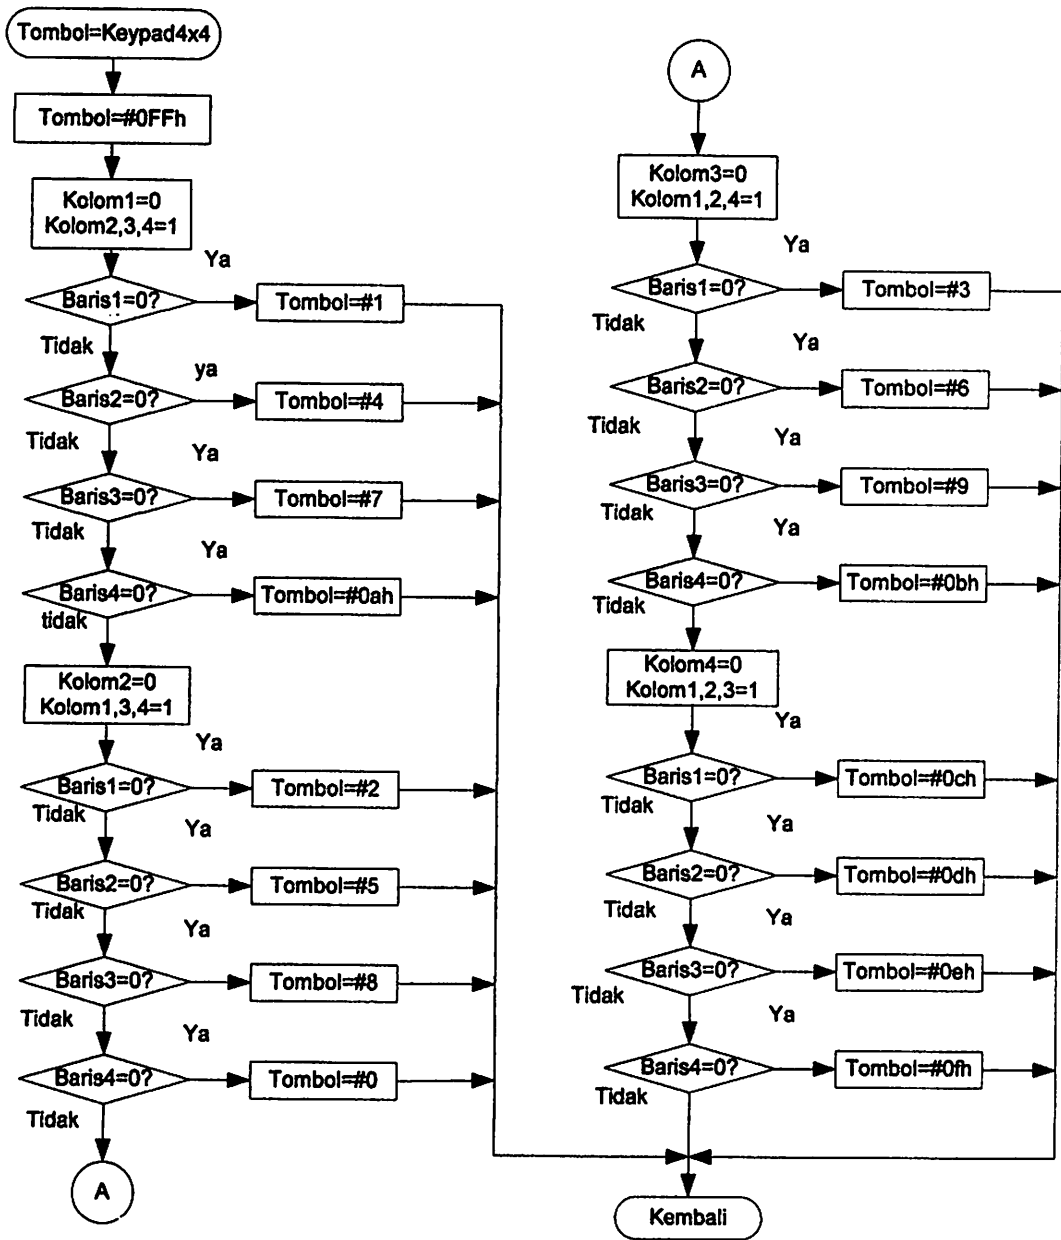 Tombol=Keypad4x4
Tombol=#0FFh
Kolom1=0
Kolom2,3,4=1
Ya
Baris1=0?
Tombol=#1
Tidak
ya
Baris2=0?
Tombol=#4
Tidak
Ya
Baris3=0?
Tombol=#7
Tidak
Ya
Baris4=0?
Tombol=#0ah
tidak
Kolom2=0
Kolom1,3,4=1
Ya
Baris1=0?
Tombol=#2
Tidak
Ya
Baris2=0?
Tombol=#5
Tidak
Ya
Baris3=0?
Tombol=#8
Tidak
Ya
Baris4=0?
Tombol=#0
Tidak
A
A
Kolom3=0
Kolom1,2,4=1
Ya
Baris1=0?
Tombol=#3
Tidak
Ya
Baris2=0?
Tombol=#6
Tidak
Ya
Baris3=0?
Tombol=#9
Tidak
Ya
Baris4=0?
Tombol=#0bh
Tidak
Kolom4=0
Kolom1,2,3=1
Ya
Baris1=0?
Tombol=#0ch
Tidak
Ya
Baris2=0?
Tombol=#0dh
Tidak
Ya
Baris3=0?
Tombol=#0eh
Tidak
Ya
Baris4=0?
Tombol=#0fh
Tidak
Kembali